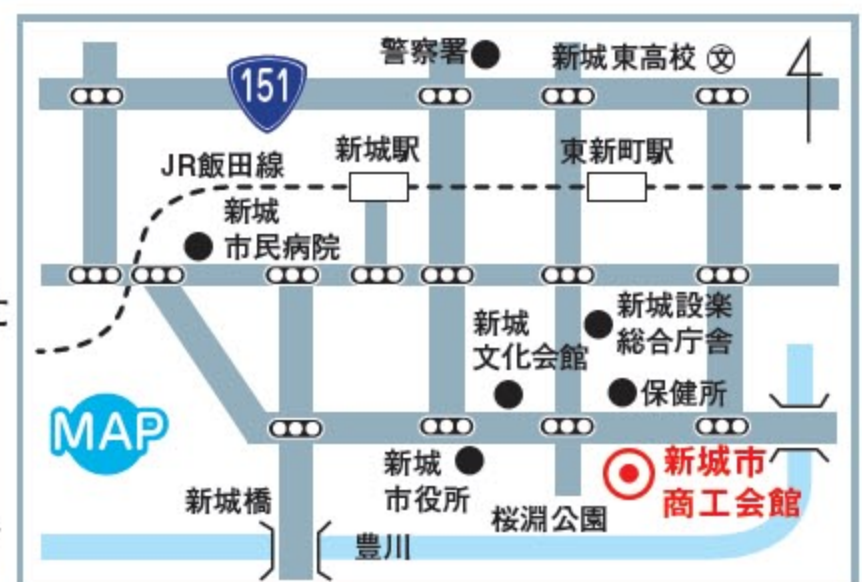 警察署
新城東高校 文
151
新城駅
東新町駅
JR飯田線
新城
市民病院
新城設楽
総合庁舎
新城
文化会館
保健所
MAP
新城
市役所
新城市
商工会館
新城橋
桜淵公園
豊川